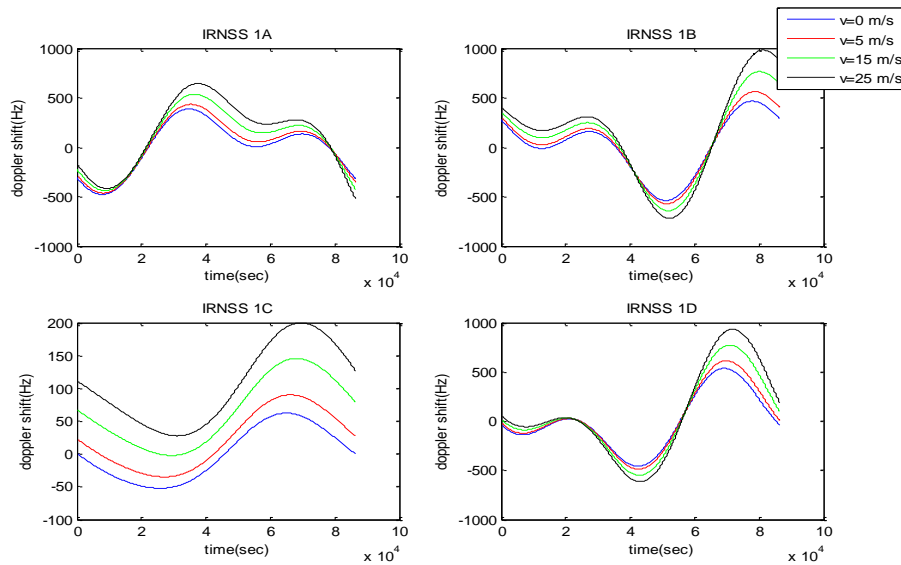 IRNSS 1A
1000
500
0
-500
-1000
doppler shift(Hz)
0 2 4 6 8 10
time(sec)
x 10^4
IRNSS 1B
1000
500
0
-500
-1000
doppler shift(Hz)
0 2 4 6 8 10
time(sec)
x 10^4
v=0 m/s
v=5 m/s
v=15 m/s
v=25 m/s
IRNSS 1C
200
150
100
50
0
-50
-100
doppler shift(Hz)
0 2 4 6 8 10
time(sec)
x 10^4
IRNSS 1D
1000
500
0
-500
-1000
doppler shift(Hz)
0 2 4 6 8 10
time(sec)
x 10^4